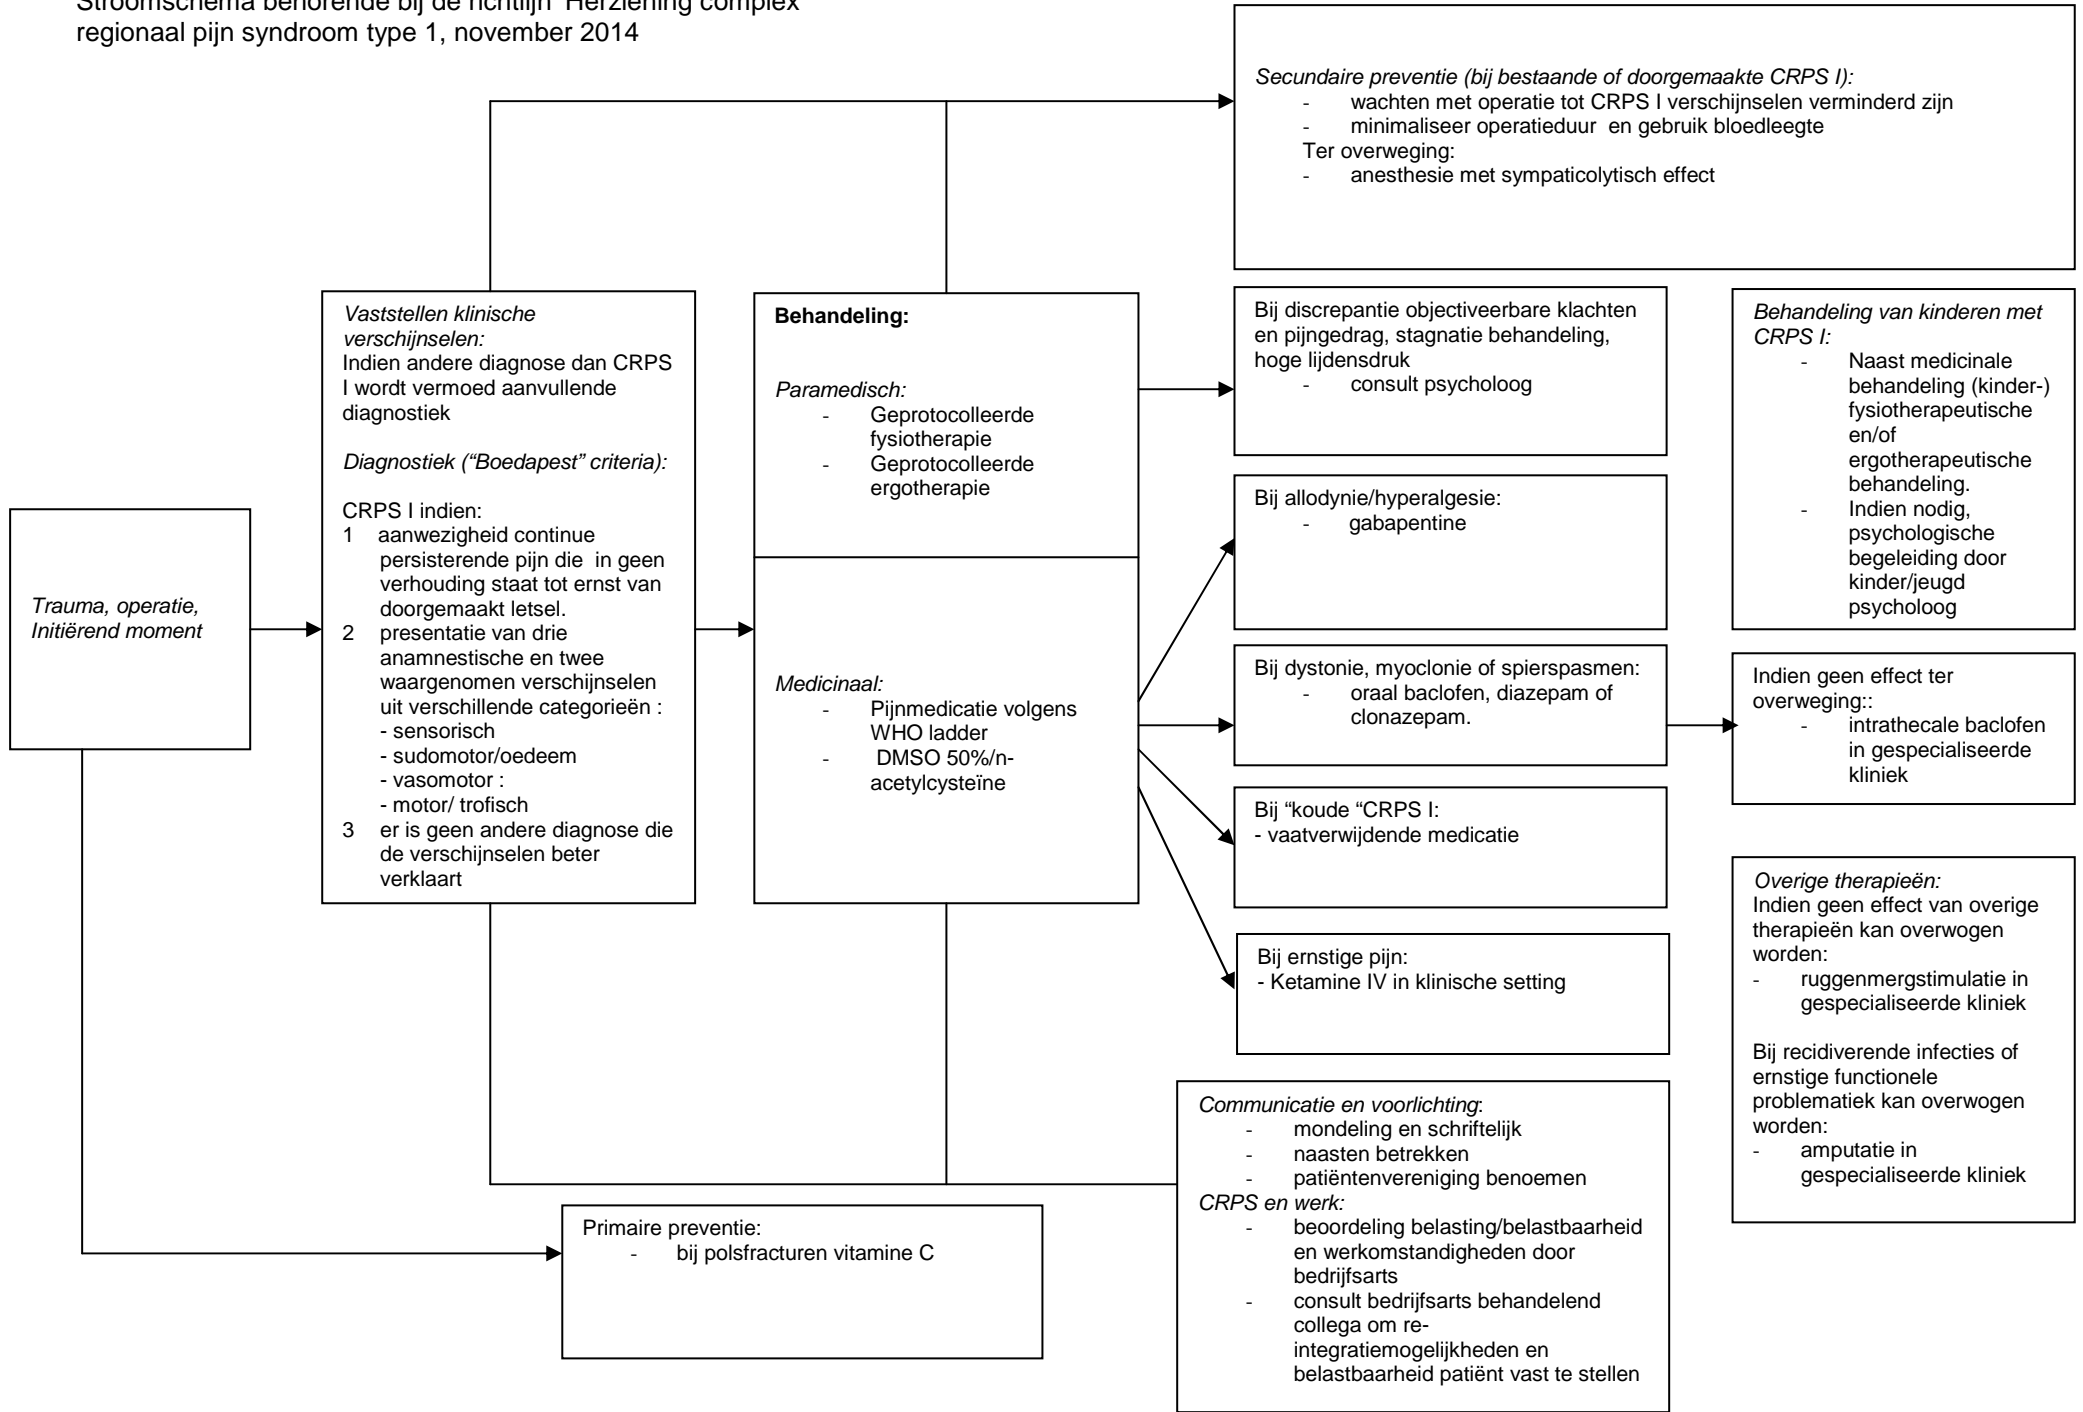 Stroomschema behorende bij de richtlijn Herziening complex
regionaal pijn syndroom type 1, november 2014
Secundaire preventie (bij bestaande of doorgemaakte CRPS I):
- wachten met operatie tot CRPS I verschijnselen verminderd zijn
- minimaliseer operatieduur en gebruik bloedleegte
Ter overweging:
- anesthesie met sympaticolytisch effect
Trauma, operatie,
Initiërend moment
Vaststellen klinische
verschijnselen:
Indien andere diagnose dan CRPS
I wordt vermoed aanvullende
diagnostiek
Diagnostiek (“Boedapest” criteria):
CRPS I indien:
1 aanwezigheid continue
persisterende pijn die in geen
verhouding staat tot ernst van
doorgemaakt letsel.
2 presentatie van drie
anamnestische en twee
waargenomen verschijnselen
uit verschillende categorieën :
- sensorisch
- sudomotor/oedeem
- vasomotor :
- motor/ trofisch
3 er is geen andere diagnose die
de verschijnselen beter
verklaart
Behandeling:
Paramedisch:
- Geprotocolleerde
fysiotherapie
- Geprotocolleerde
ergotherapie
Medicinaal:
- Pijnmedicatie volgens
WHO ladder
- DMSO 50%/n-
acetylcysteïne
Bij discrepantie objectiveerbare klachten
en pijngedrag, stagnatie behandeling,
hoge lijdensdruk
- consult psycholoog
Bij allodynie/hyperalgesie:
- gabapentine
Bij dystonie, myoclonie of spierspasmen:
- oraal baclofen, diazepam of
clonazepam.
Bij “koude “CRPS I:
- vaatverwijdende medicatie
Bij ernstige pijn:
- Ketamine IV in klinische setting
Behandeling van kinderen met
CRPS I:
- Naast medicinale
behandeling (kinder-)
fysiotherapeutische
en/of
ergotherapeutische
behandeling.
- Indien nodig,
psychologische
begeleiding door
kinder/jeugd
psycholoog
Indien geen effect ter
overweging::
- intrathecale baclofen
in gespecialiseerde
kliniek
Overige therapieën:
Indien geen effect van overige
therapieën kan overwogen
worden:
- ruggenmergstimulatie in
gespecialiseerde kliniek
Bij recidiverende infecties of
ernstige functionele
problematiek kan overwogen
worden:
- amputatie in
gespecialiseerde kliniek
Communicatie en voorlichting:
- mondeling en schriftelijk
- naasten betrekken
- patiëntenvereniging benoemen
CRPS en werk:
- beoordeling belasting/belastbaarheid
en werkomstandigheden door
bedrijfsarts
- consult bedrijfsarts behandelend
collega om re-
integratiemogelijkheden en
belastbaarheid patiënt vast te stellen
Primaire preventie:
- bij polsfracturen vitamine C